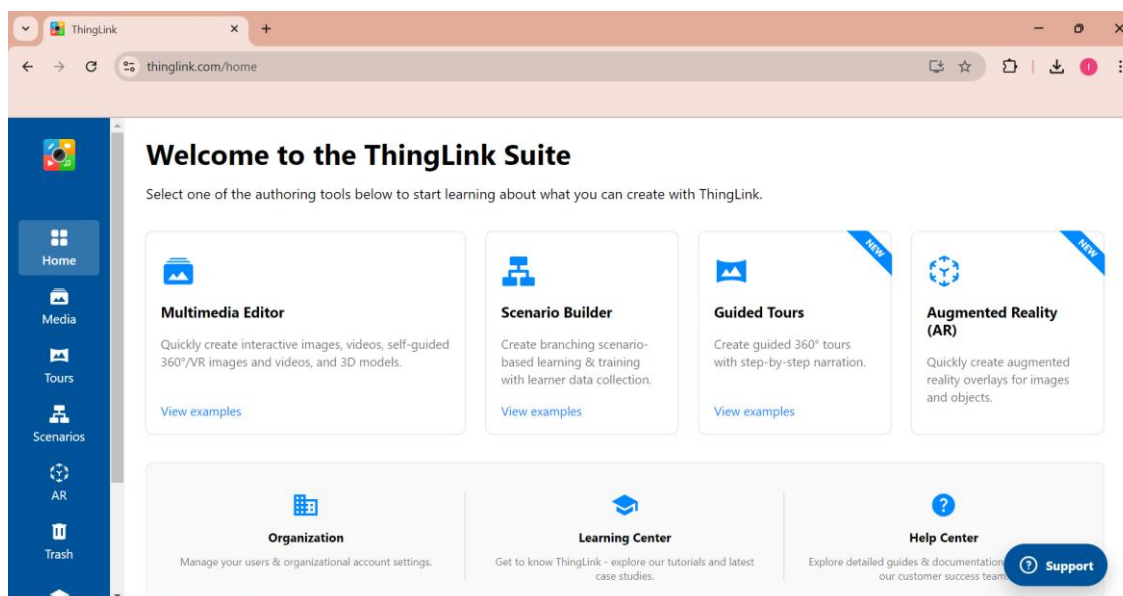 ThingLink
thinglink.com/home
I
Home
Media
Tours
Scenarios
AR
Trash
Welcome to the ThingLink Suite
Select one of the authoring tools below to start learning about what you can create with ThingLink.
Multimedia Editor
Quickly create interactive images, videos, self-guided
360°/VR images and videos, and 3D models.
View examples
Scenario Builder
Create branching scenario-
based learning & training
with learner data collection.
View examples
NEW
Guided Tours
Create guided 360° tours
with step-by-step narration.
View examples
NEW
Augmented Reality
(AR)
Quickly create augmented
reality overlays for images
and objects.
Organization
Manage your users & organizational account settings.
Learning Center
Get to know ThingLink - explore our tutorials and latest
case studies.
Help Center
Explore detailed guides & documentation
our customer success team
Support